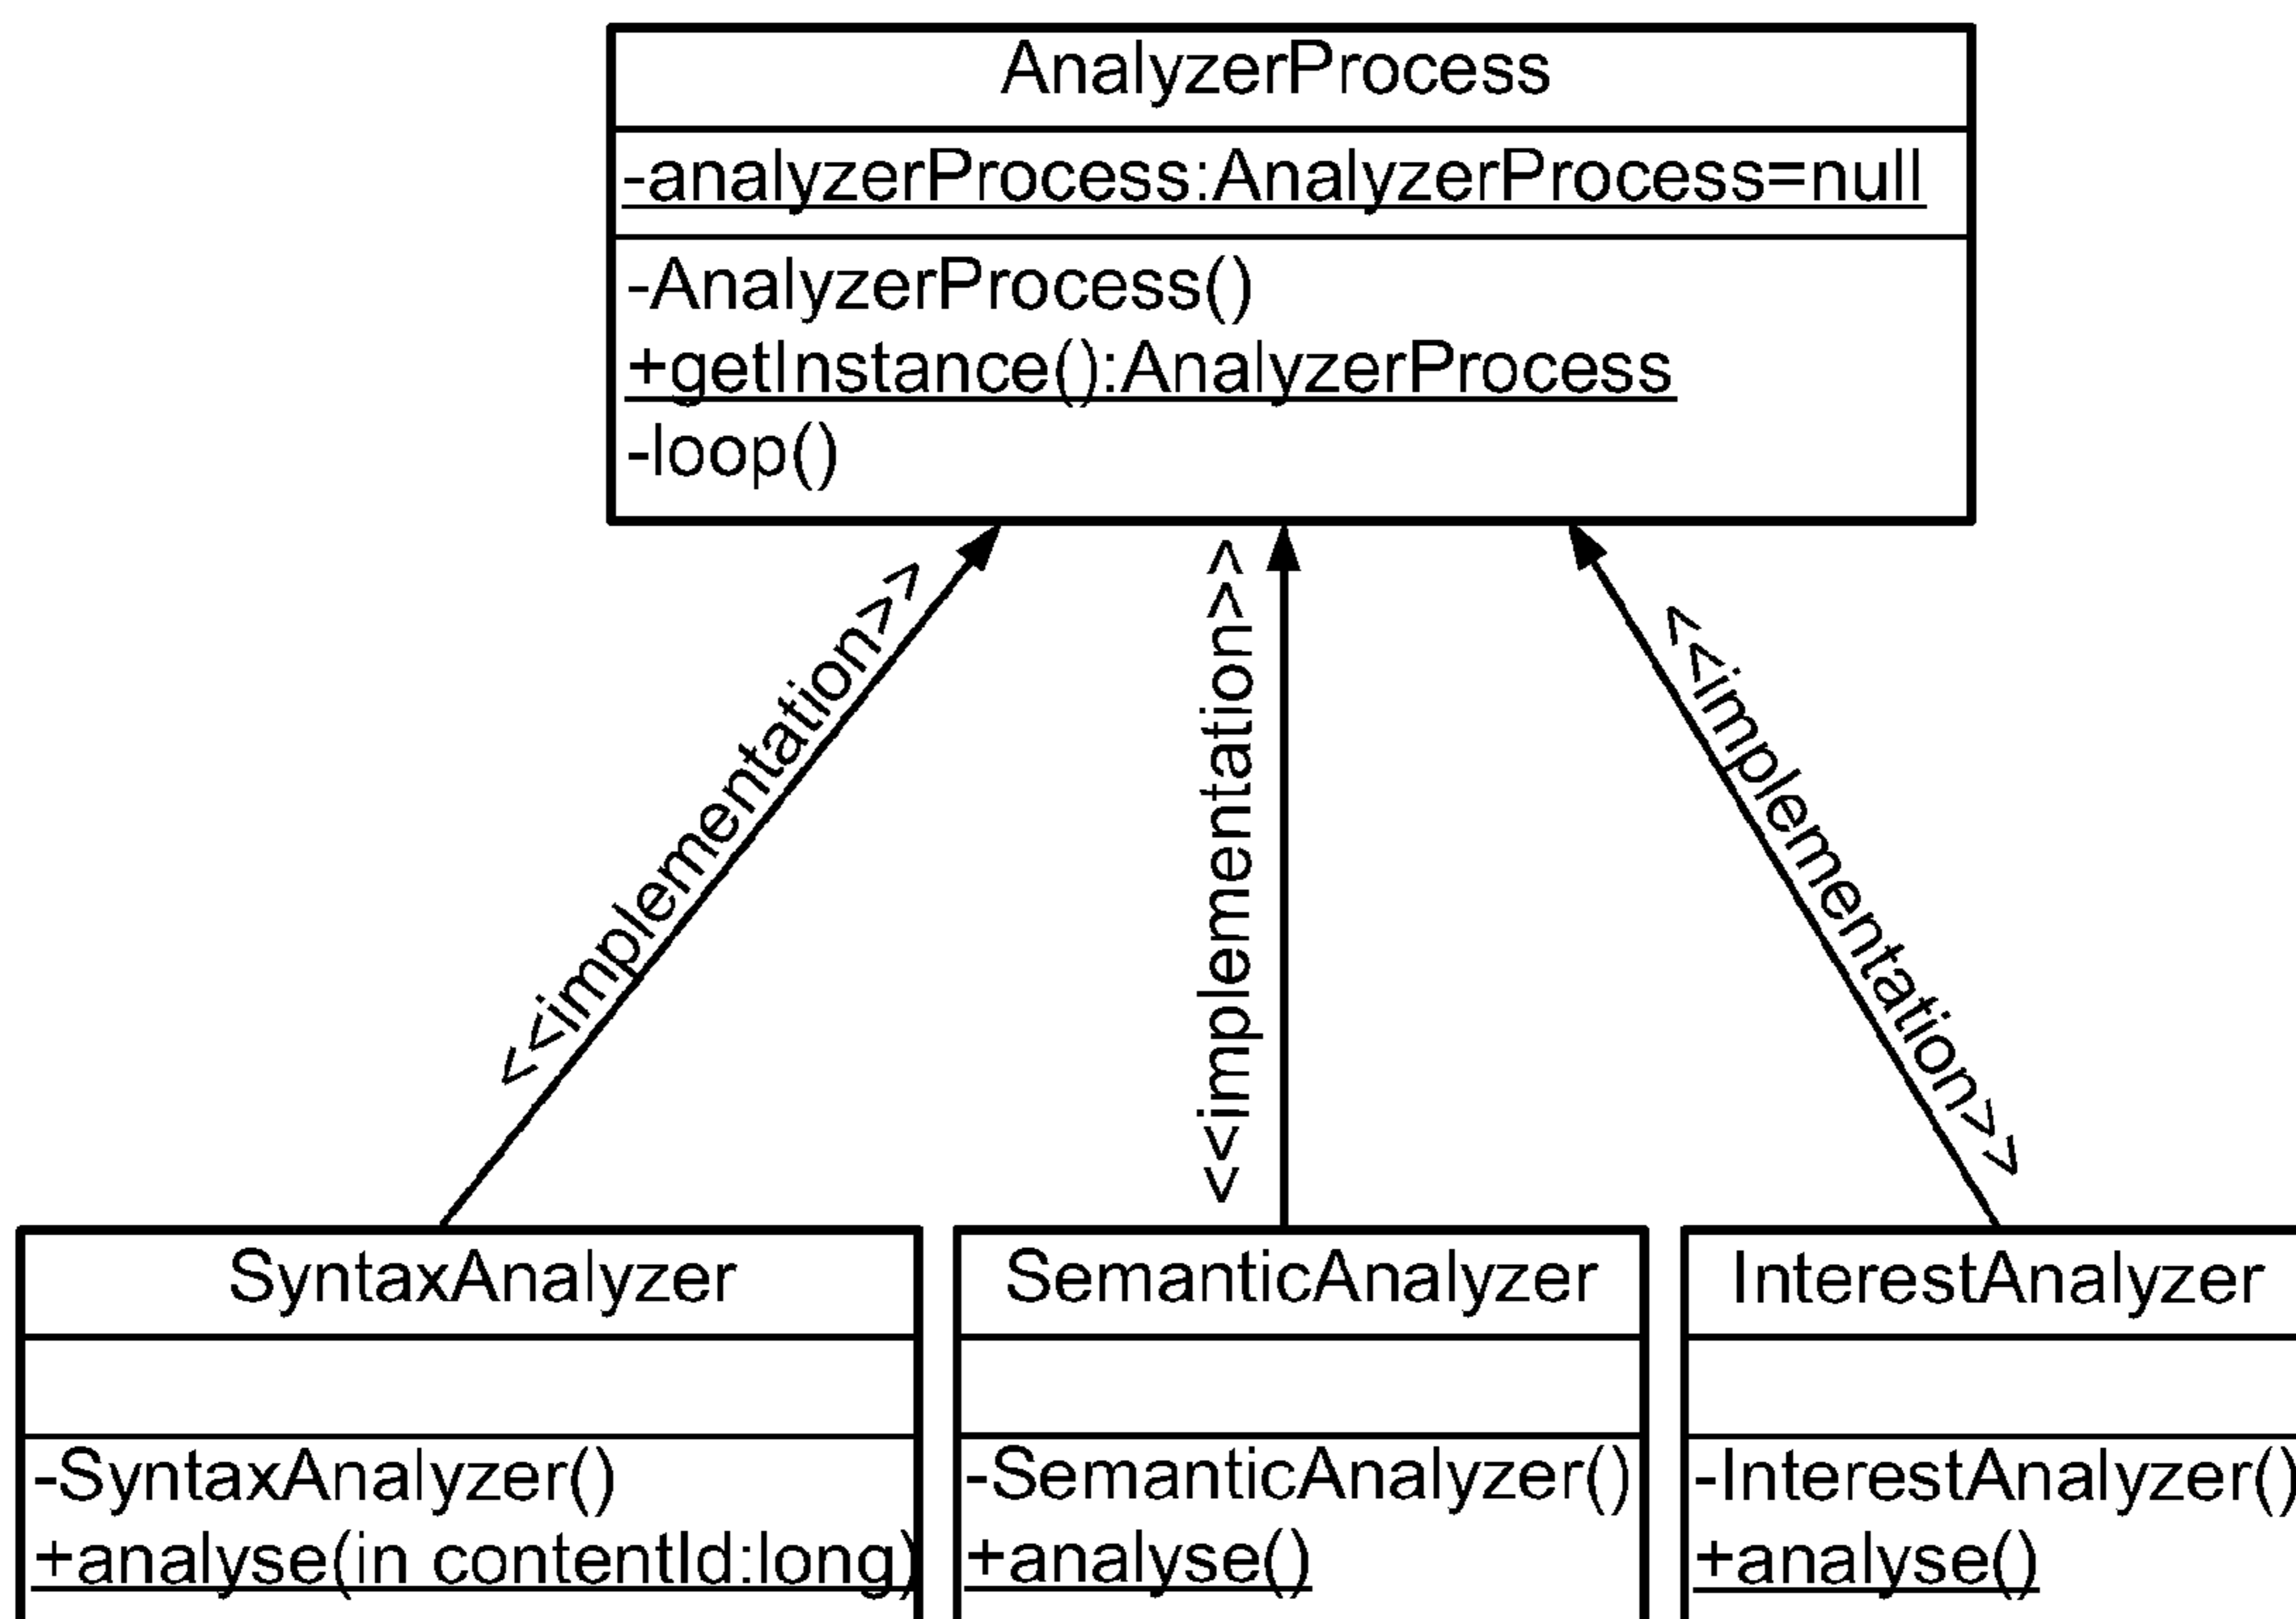 AnalyzerProcess
-analyzerProcess:AnalyzerProcess=null
-AnalyzerProcess()
+getInstance():AnalyzerProcess
-loop()
<<implementation>>
<<implementation>>
<<implementation>>
SyntaxAnalyzer
-SyntaxAnalyzer()
+analyse(in contentId:long)
SemanticAnalyzer
-SemanticAnalyzer()
+analyse()
InterestAnalyzer
-InterestAnalyzer()
+analyse()